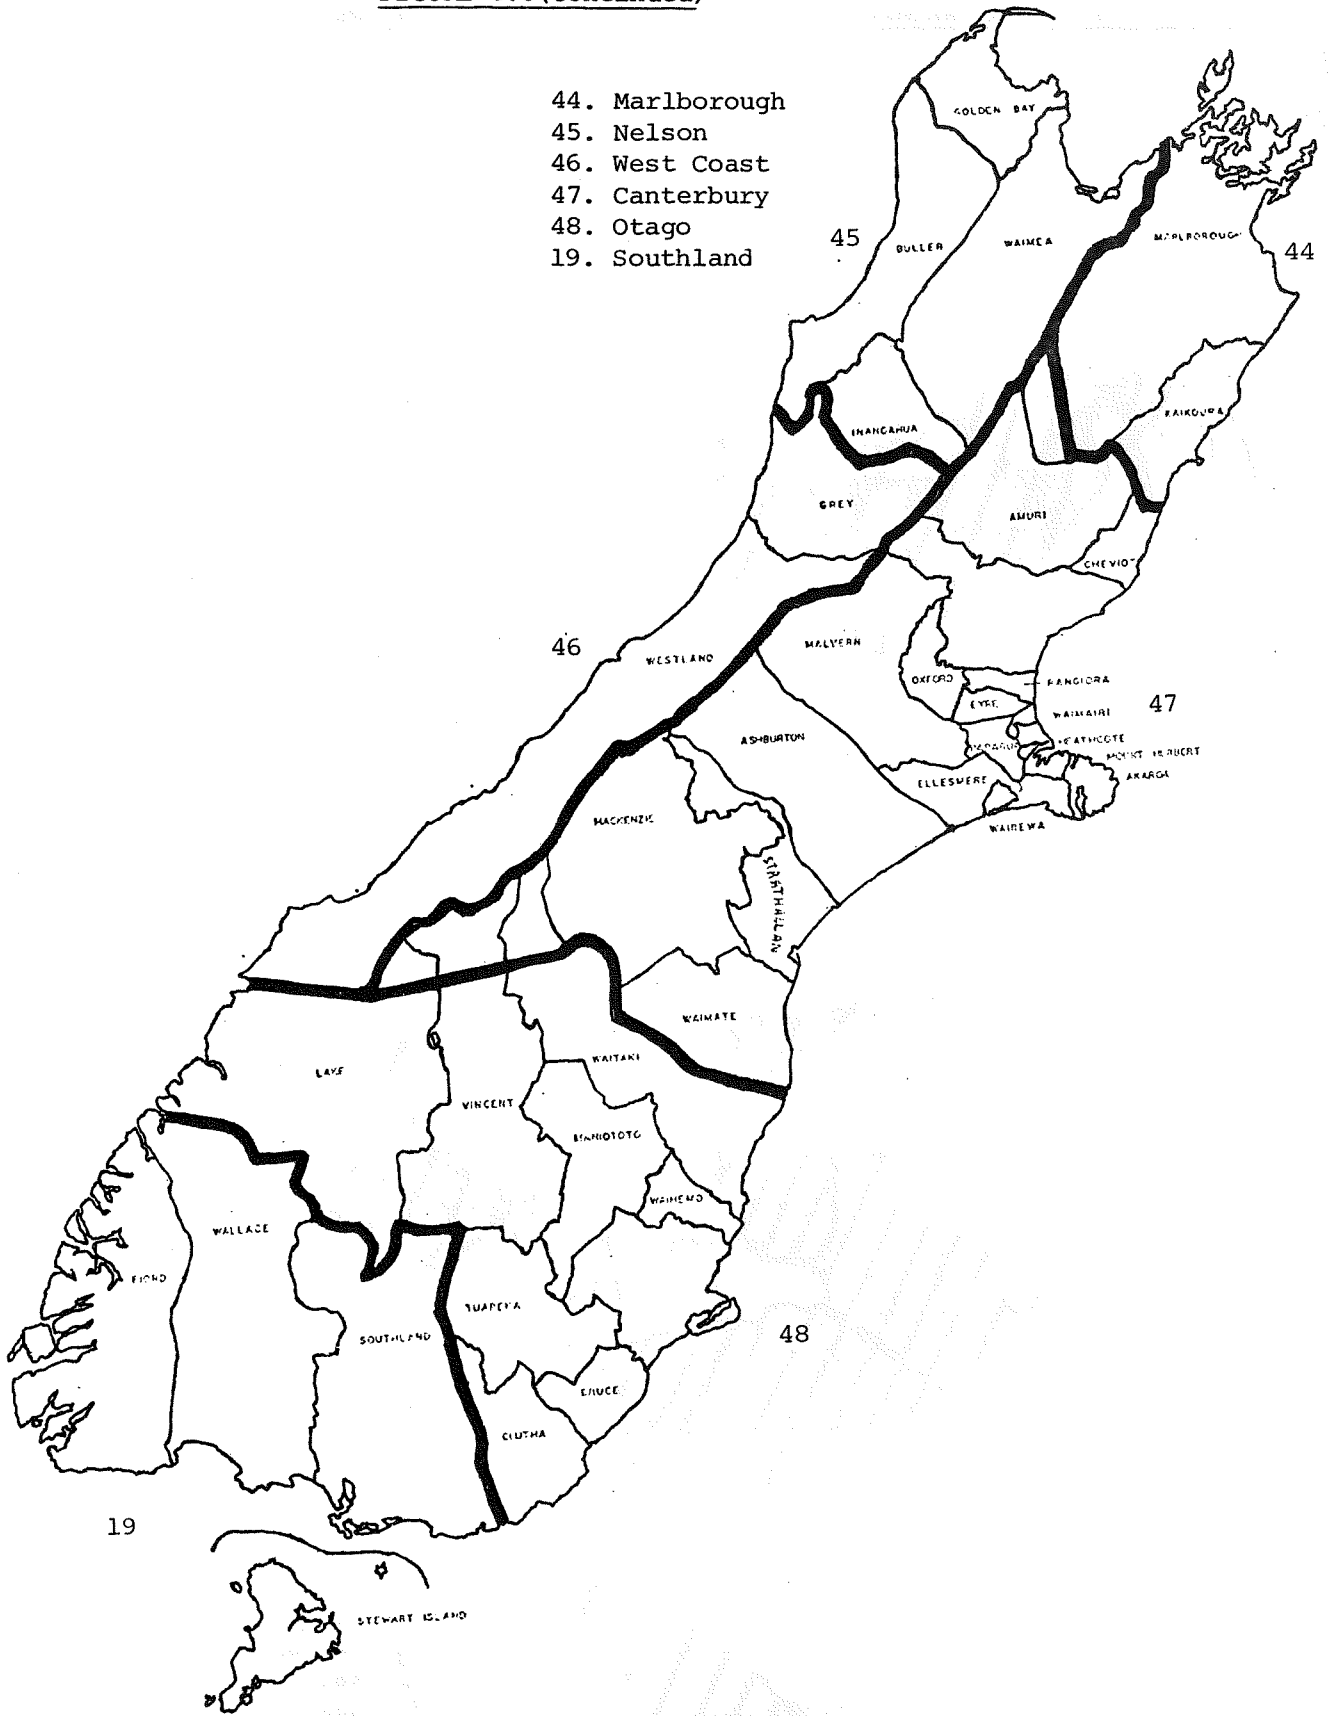 (Continued)
44. Marlborough
45. Nelson
46. West Coast
47. Canterbury
48. Otago
19. Southland
GOLDEN BAY
45
BULLER
WAIMEA
MARLBOROUGH
44
KAIKOURA
INANGAHUA
GREY
AMURI
CHEVIOT
46
WESTLAND
MALVERN
OXFORD
RANGIORA
EYRE
47
WAIMAIRI
ASHBURTON
PAPARUA
HEATHCOTE
MOUNT HERBERT
ELLESMERE
AKAROA
MACKENZIE
WAIREWA
STRATHALLAN
WAIMATE
WAITAKI
LAKE
VINCENT
MANIOTOTO
WAIHEMO
WALLACE
FIORD
TUAPEKA
SOUTHLAND
48
BRUCE
CLUTHA
19
STEWART ISLAND